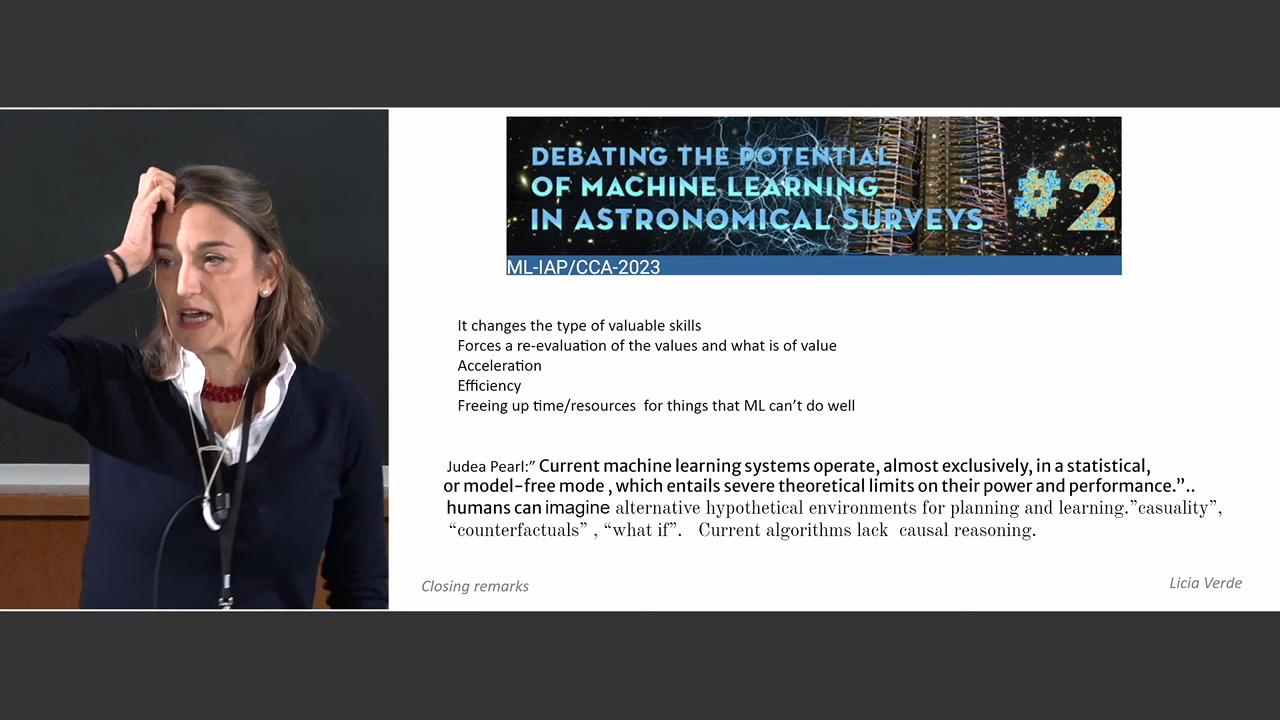 DEBATING THE POTENTIAL
OF MACHINE LEARNING
IN ASTRONOMICAL SURVEYS
#2
ML-IAP/CCA-2023
It changes the type of valuable skills
Forces a re-evaluation of the values and what is of value
Acceleration
Efficiency
Freeing up time/resources  for things that ML can’t do well
Judea Pearl:” Current machine learning systems operate, almost exclusively, in a statistical,
or model-free mode , which entails severe theoretical limits on their power and performance.”..
humans can imagine alternative hypothetical environments for planning and learning.”casuality”,
“counterfactuals” , “what if”.   Current algorithms lack  causal reasoning.
Closing remarks
Licia Verde